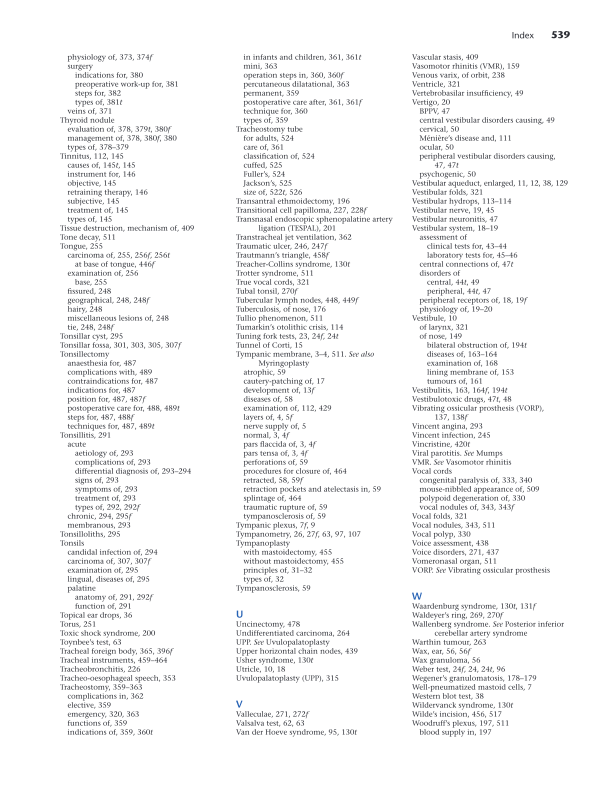 Index 539
physiology of, 373, 374f
surgery
indications for, 380
preoperative work-up for, 381
steps for, 382
types of, 381t
veins of, 371
Thyroid nodule
evaluation of, 378, 379t, 380f
management of, 378, 380f, 380
types of, 378–379
Tinnitus, 112, 145
causes of, 145t, 145
instrument for, 146
objective, 145
retraining therapy, 146
subjective, 145
treatment of, 145
types of, 145
Tissue destruction, mechanism of, 409
Tone decay, 511
Tongue, 255
carcinoma of, 255, 256f, 256t
at base of tongue, 446f
examination of, 256
base, 255
fissured, 248
geographical, 248, 248f
hairy, 248
miscellaneous lesions of, 248
tie, 248, 248f
Tonsillar cyst, 295
Tonsillar fossa, 301, 303, 305, 307f
Tonsillectomy
anaesthesia for, 487
complications with, 489
contraindications for, 487
indications for, 487
position for, 487, 487f
postoperative care for, 488, 489t
steps for, 487, 488f
techniques for, 487, 489t
Tonsillitis, 291
acute
aetiology of, 293
complications of, 293
differential diagnosis of, 293–294
signs of, 293
symptoms of, 293
treatment of, 293
types of, 292, 292f
chronic, 294, 295f
membranous, 293
Tonsilloliths, 295
Tonsils
candidal infection of, 294
carcinoma of, 307, 307f
examination of, 295
lingual, diseases of, 295
palatine
anatomy of, 291, 292f
function of, 291
Topical ear drops, 36
Torus, 251
Toxic shock syndrome, 200
Toynbee's test, 63
Tracheal foreign body, 365, 396f
Tracheal instruments, 459–464
Tracheobronchitis, 226
Tracheo-oesophageal speech, 353
Tracheostomy, 359–363
complications in, 362
elective, 359
emergency, 320, 363
functions of, 359
indications of, 359, 360t
in infants and children, 361, 361t
mini, 363
operation steps in, 360, 360f
percutaneous dilatational, 363
permanent, 359
postoperative care after, 361, 361f
technique for, 360
types of, 359
Tracheostomy tube
for adults, 524
care of, 361
classification of, 524
cuffed, 525
Fuller's, 524
Jackson's, 525
size of, 522t, 526
Transantral ethmoidectomy, 196
Transitional cell papilloma, 227, 228f
Transnasal endoscopic sphenopalatine artery
ligation (TESPAL), 201
Transtracheal jet ventilation, 362
Traumatic ulcer, 246, 247f
Trautmann's triangle, 458f
Treacher-Collins syndrome, 130t
Trotter syndrome, 511
True vocal cords, 321
Tubal tonsil, 270f
Tubercular lymph nodes, 448, 449f
Tuberculosis, of nose, 176
Tullio phenomenon, 511
Tumarkin's otolithic crisis, 114
Tuning fork tests, 23, 24f, 24t
Tunnel of Corti, 15
Tympanic membrane, 3–4, 511. See also
Myringoplasty
atrophic, 59
cautery-patching of, 17
development of, 13f
diseases of, 58
examination of, 112, 429
layers of, 4, 5f
nerve supply of, 5
normal, 3, 4f
pars flaccida of, 3, 4f
pars tensa of, 3, 4f
perforations of, 59
procedures for closure of, 464
retracted, 58, 59f
retraction pockets and atelectasis in, 59
splintage of, 464
traumatic rupture of, 59
tympanosclerosis of, 59
Tympanic plexus, 7f, 9
Tympanometry, 26, 27f, 63, 97, 107
Tympanoplasty
with mastoidectomy, 455
without mastoidectomy, 455
principles of, 31–32
types of, 32
Tympanosclerosis, 59
U
Uncinectomy, 478
Undifferentiated carcinoma, 264
UPP. See Uvulopalatoplasty
Upper horizontal chain nodes, 439
Usher syndrome, 130t
Utricle, 10, 18
Uvulopalatoplasty (UPP), 315
V
Valleculae, 271, 272f
Valsalva test, 62, 63
Van der Hoeve syndrome, 95, 130t
Vascular stasis, 409
Vasomotor rhinitis (VMR), 159
Venous varix, of orbit, 238
Ventricle, 321
Vertebrobasilar insufficiency, 49
Vertigo, 20
BPPV, 47
central vestibular disorders causing, 49
cervical, 50
Ménière's disease and, 111
ocular, 50
peripheral vestibular disorders causing,
47, 47t
psychogenic, 50
Vestibular aqueduct, enlarged, 11, 12, 38, 129
Vestibular folds, 321
Vestibular hydrops, 113–114
Vestibular nerve, 19, 45
Vestibular neuronitis, 47
Vestibular system, 18–19
assessment of
clinical tests for, 43–44
laboratory tests for, 45–46
central connections of, 47t
disorders of
central, 44t, 49
peripheral, 44t, 47
peripheral receptors of, 18, 19f
physiology of, 19–20
Vestibule, 10
of larynx, 321
of nose, 149
bilateral obstruction of, 194t
diseases of, 163–164
examination of, 168
lining membrane of, 153
tumours of, 161
Vestibulitis, 163, 164f, 194t
Vestibulotoxic drugs, 47t, 48
Vibrating ossicular prosthesis (VORP),
137, 138f
Vincent angina, 293
Vincent infection, 245
Vincristine, 420t
Viral parotitis. See Mumps
VMR. See Vasomotor rhinitis
Vocal cords
congenital paralysis of, 333, 340
mouse-nibbled appearance of, 509
polypoid degeneration of, 330
vocal nodules of, 343, 343f
Vocal folds, 321
Vocal nodules, 343, 511
Vocal polyp, 330
Voice assessment, 438
Voice disorders, 271, 437
Vomeronasal organ, 511
VORP. See Vibrating ossicular prosthesis
W
Waardenburg syndrome, 130t, 131f
Waldeyer's ring, 269, 270f
Wallenberg syndrome. See Posterior inferior
cerebellar artery syndrome
Warthin tumour, 263
Wax, ear, 56, 56f
Wax granuloma, 56
Weber test, 24f, 24, 24t, 96
Wegener's granulomatosis, 178–179
Well-pneumatized mastoid cells, 7
Western blot test, 38
Wildervanck syndrome, 130t
Wilde's incision, 456, 517
Woodruff's plexus, 197, 511
blood supply in, 197